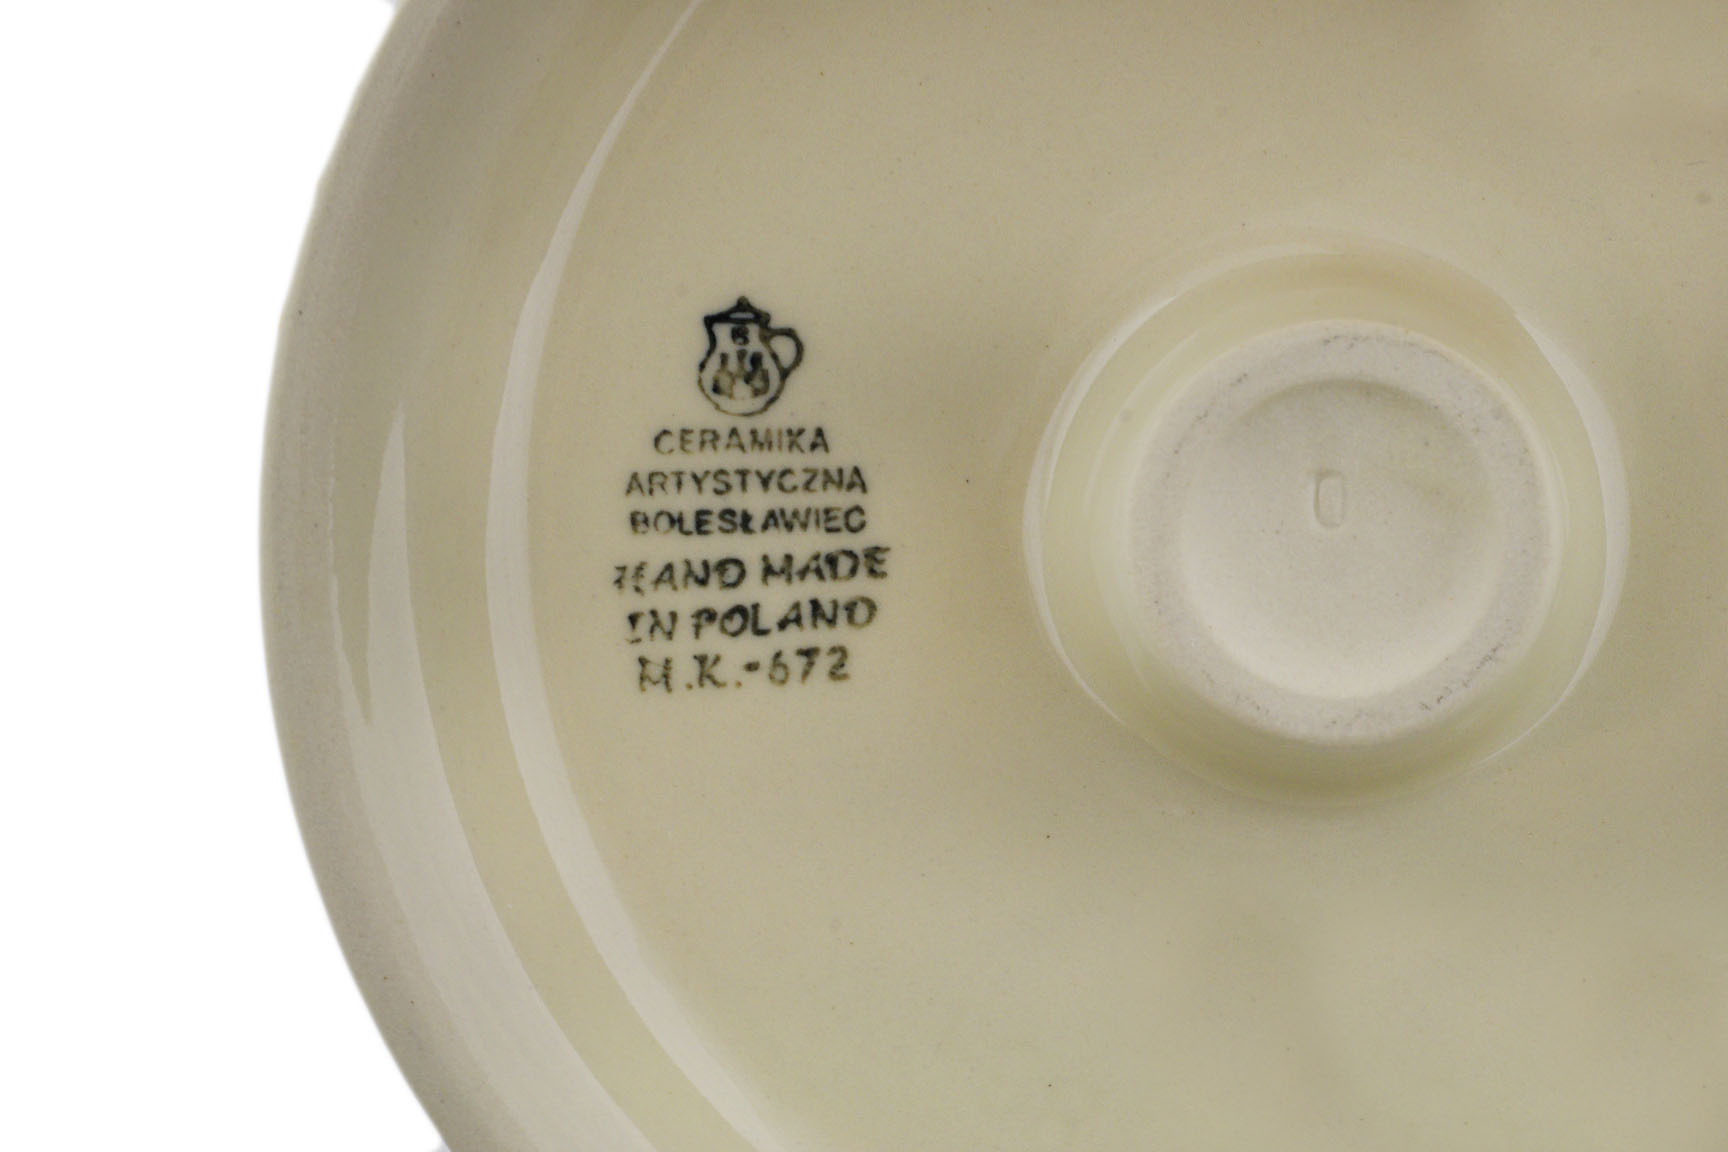 CERAMIKA
ARTYSTYCZNA
BOLESŁAWIEC
HAND MADE
IN POLAND
M.K.-672